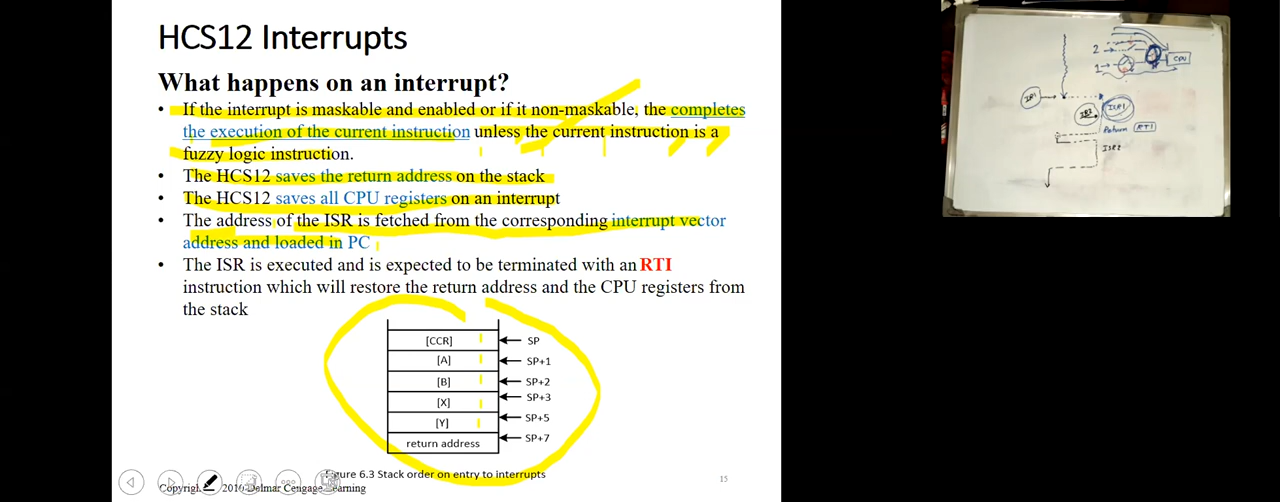 HCS12 Interrupts
What happens on an interrupt?
• If the interrupt is maskable and enabled or if it non-maskable, the completes
the execution of the current instruction unless the current instruction is a
fuzzy logic instruction.
• The HCS12 saves the return address on the stack
• The HCS12 saves all CPU registers on an interrupt
• The address of the ISR is fetched from the corresponding interrupt vector
address and loaded in PC
• The ISR is executed and is expected to be terminated with an RTI
instruction which will restore the return address and the CPU registers from
the stack
[CCR] SP
[A] SP+1
[B] SP+2
[X] SP+3
[Y] SP+5
return address SP+7
Figure 6.3 Stack order on entry to interrupts
2010 Delmar Cengage Learning
15
2
1
CPU
Return RTI
ISR2